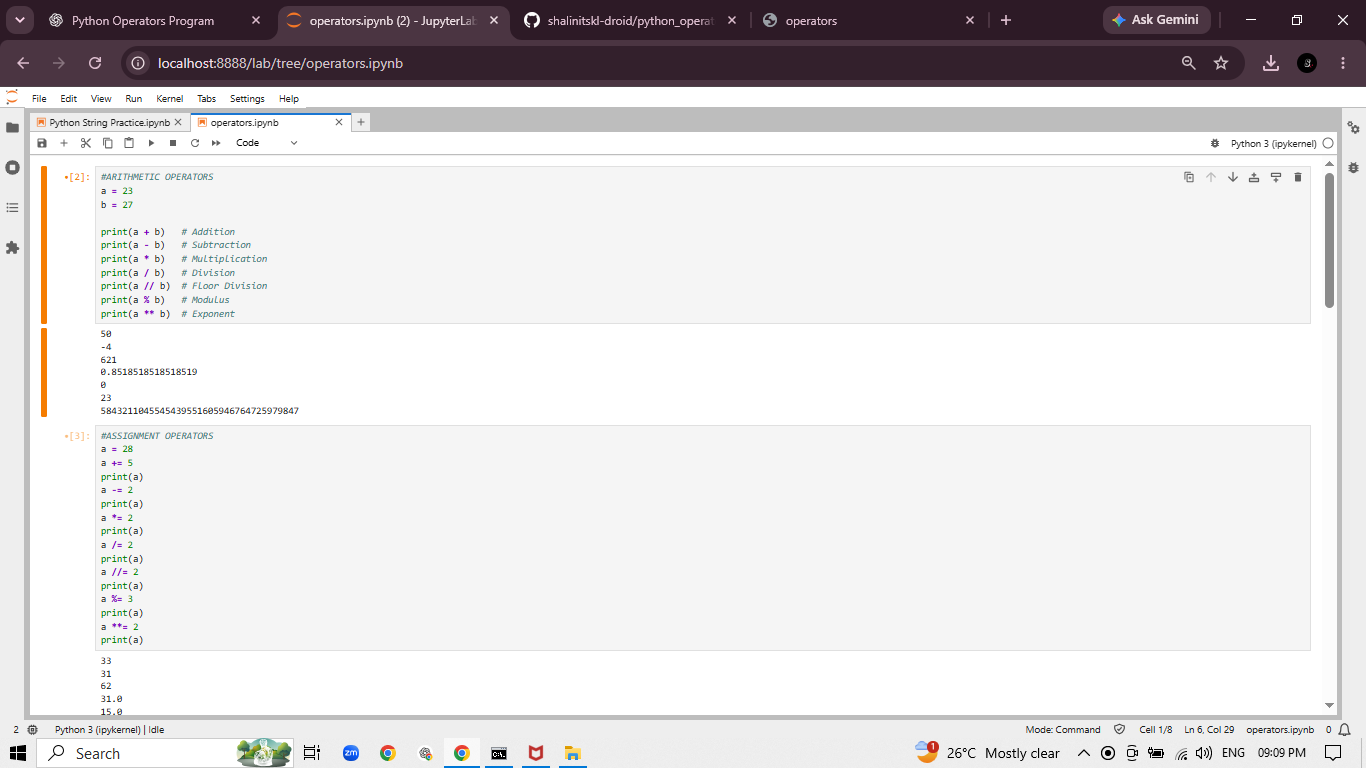 Python Operators Program
operators.ipynb (2) - JupyterLab
shalinitskl-droid/python_operat
operators
Ask Gemini
localhost:8888/lab/tree/operators.ipynb
File Edit View Run Kernel Tabs Settings Help
Python String Practice.ipynb
operators.ipynb
Code
Python 3 (ipykernel)
[2]:
#ARITHMETIC OPERATORS
a = 23
b = 27
print(a + b) # Addition
print(a - b) # Subtraction
print(a * b) # Multiplication
print(a / b) # Division
print(a // b) # Floor Division
print(a % b) # Modulus
print(a ** b) # Exponent
50
-4
621
0.8518518518518519
0
23
5843211045545439551605946764725979847
[3]:
#ASSIGNMENT OPERATORS
a = 28
a += 5
print(a)
a -= 2
print(a)
a *= 2
print(a)
a /= 2
print(a)
a //= 2
print(a)
a %= 3
print(a)
a **= 2
print(a)
33
31
62
31.0
15.0
2 Python 3 (ipykernel) | Idle
Mode: Command Cell 1/8 Ln 6, Col 29 operators.ipynb 0
Search
zm
C:\.
1
26°C Mostly clear
ENG
09:09 PM